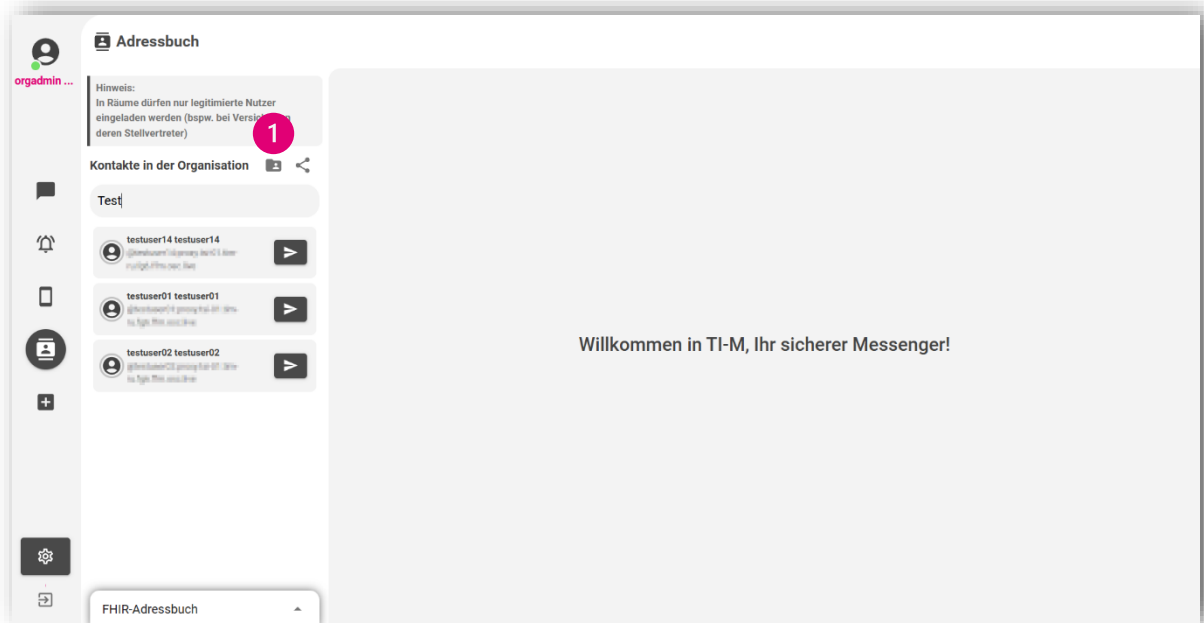 Adressbuch
orgadmin ...
Hinweis:
In Räume dürfen nur legitimierte Nutzer
eingeladen werden (bspw. bei
deren Stellvertreter)
1
Kontakte in der Organisation
Test
testuser14 testuser14
testuser01 testuser01
testuser02 testuser02
Willkommen in TI-M, Ihr sicherer Messenger!
FHIR-Adressbuch